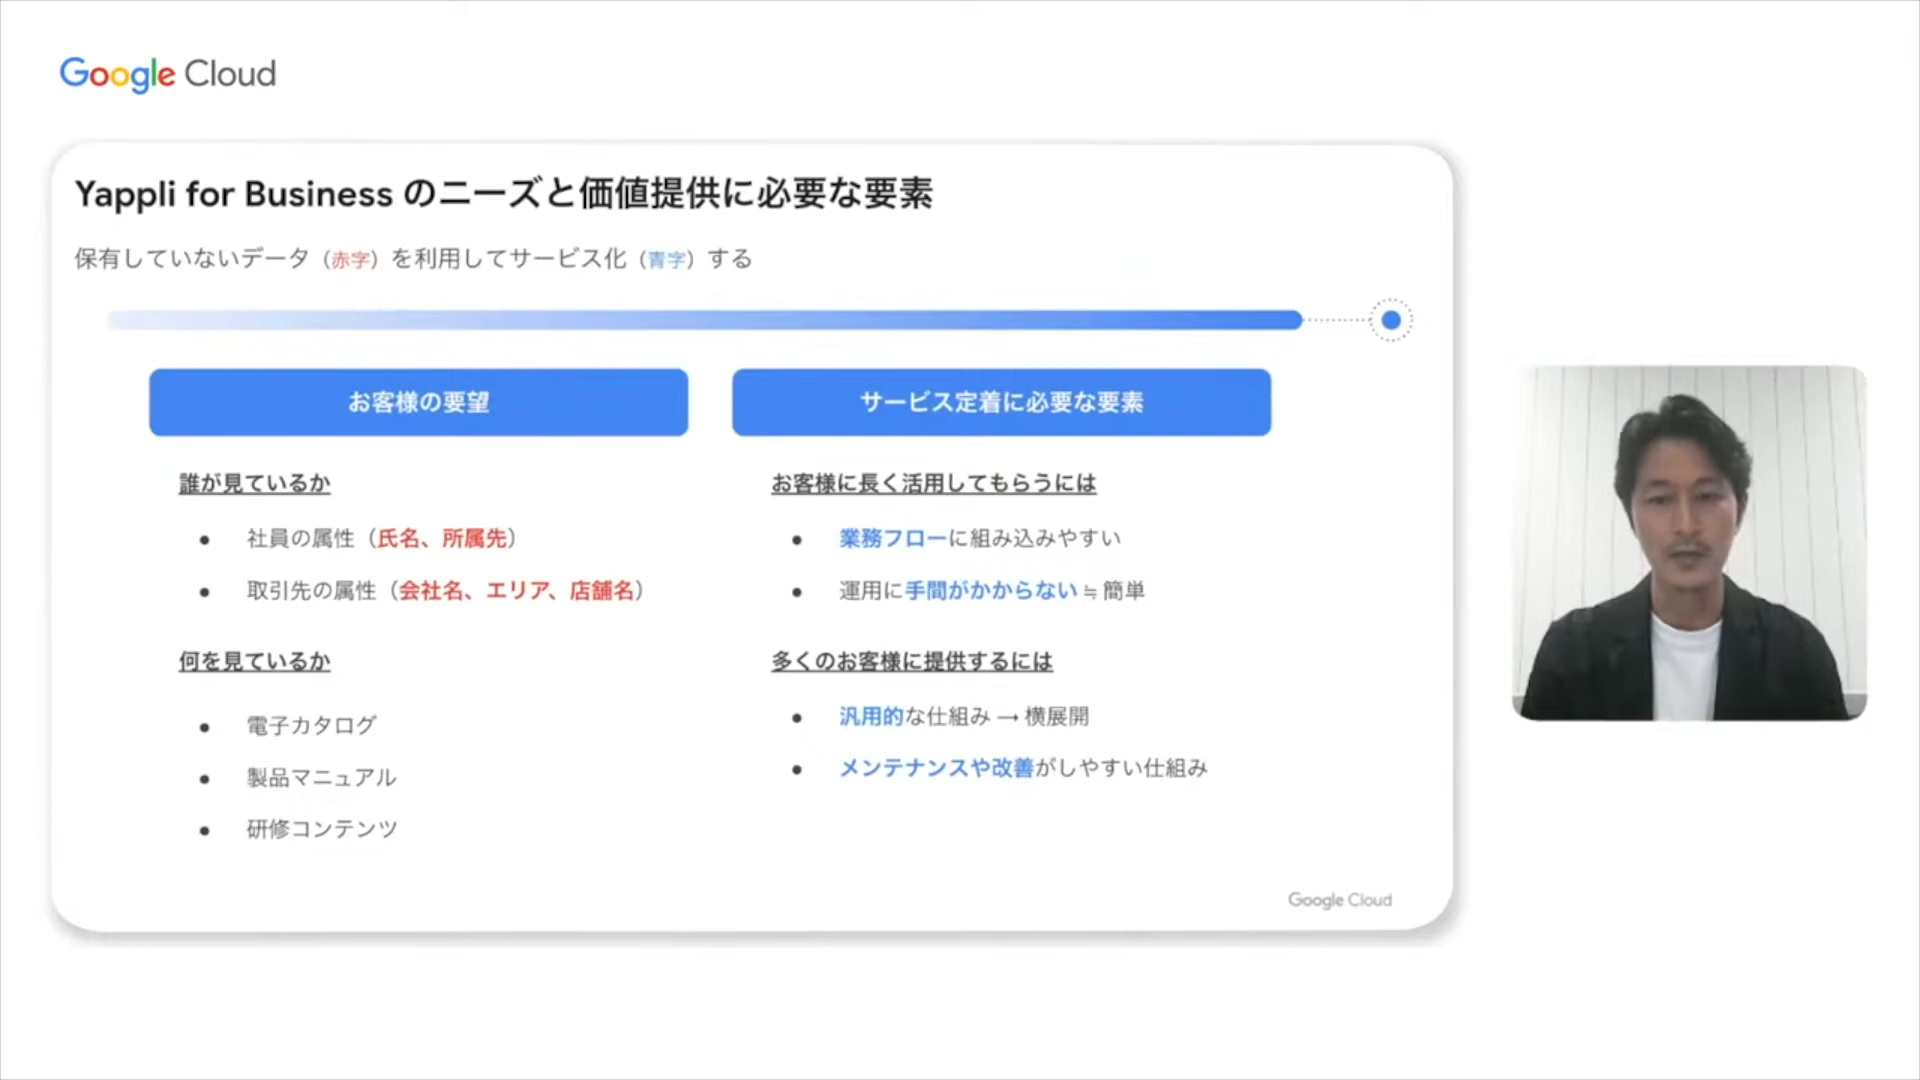 Google Cloud
Yappli for Business のニーズと価値提供に必要な要素
保有していないデータ（赤字）を利用してサービス化（青字）する
お客様の要望
誰が見ているか
● 社員の属性（氏名、所属先）
● 取引先の属性（会社名、エリア、店舗名）
何を見ているか
● 電子カタログ
● 製品マニュアル
● 研修コンテンツ
サービス定着に必要な要素
お客様に長く活用してもらうには
● 業務フローに組み込みやすい
● 運用に手間がかからない ≒ 簡単
多くのお客様に提供するには
● 汎用的な仕組み → 横展開
● メンテナンスや改善がしやすい仕組み
Google Cloud